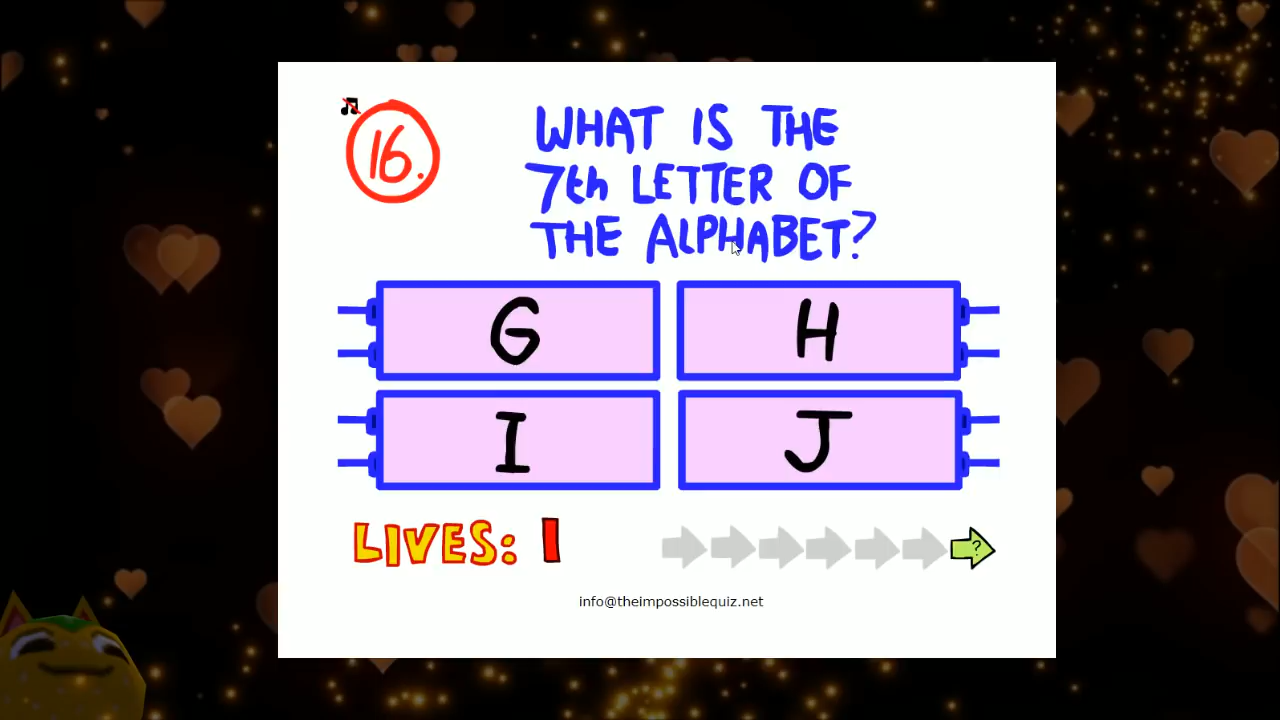 16.
WHAT IS THE
7th LETTER OF
THE ALPHABET?
G
H
I
J
LIVES: 1
?
info@theimpossiblequiz.net